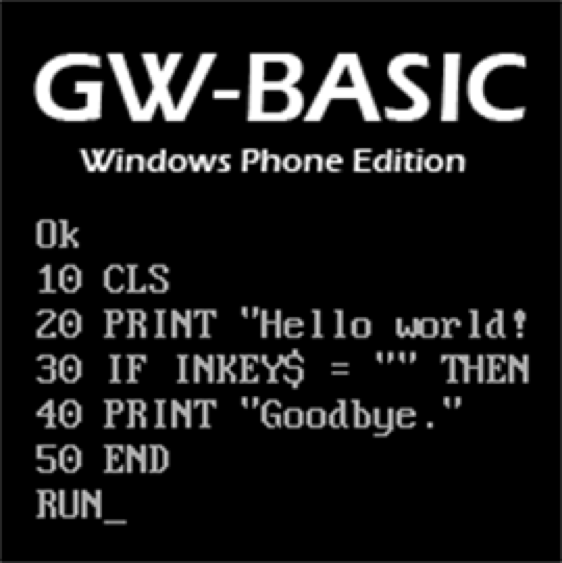 GW-BASIC
Windows Phone Edition
Ok
10 CLS
20 PRINT "Hello world!
30 IF INKEY$ = "" THEN
40 PRINT "Goodbye."
50 END
RUN_